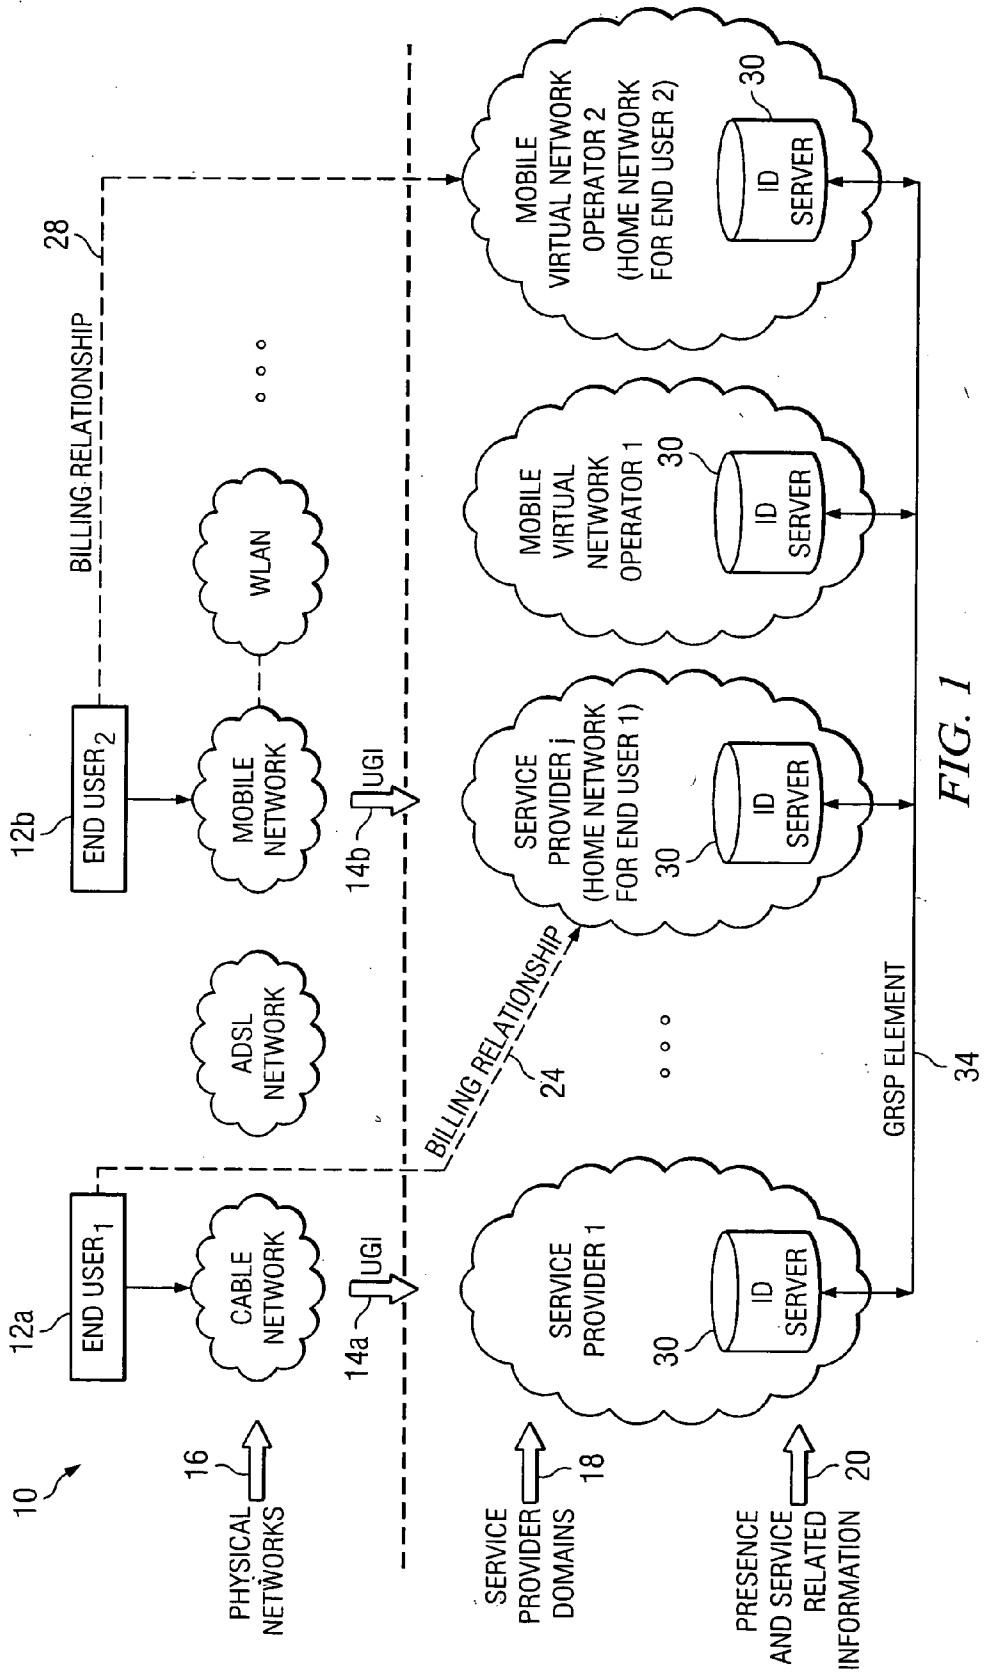 10
12a
END USER1
12b
END USER2
BILLING RELATIONSHIP
28
PHYSICAL
NETWORKS
16
CABLE
NETWORK
ADSL
NETWORK
MOBILE
NETWORK
WLAN
14a
UGI
14b
UGI
BILLING RELATIONSHIP
24
SERVICE
PROVIDER
DOMAINS
18
SERVICE
PROVIDER 1
SERVICE
PROVIDER j
(HOME NETWORK
FOR END USER 1)
MOBILE
VIRTUAL
NETWORK
OPERATOR 1
MOBILE
VIRTUAL NETWORK
OPERATOR 2
(HOME NETWORK
FOR END USER 2)
PRESENCE
AND SERVICE
RELATED
INFORMATION
20
30
ID
SERVER
30
ID
SERVER
30
ID
SERVER
30
ID
SERVER
GRSP ELEMENT
34
FIG. 1